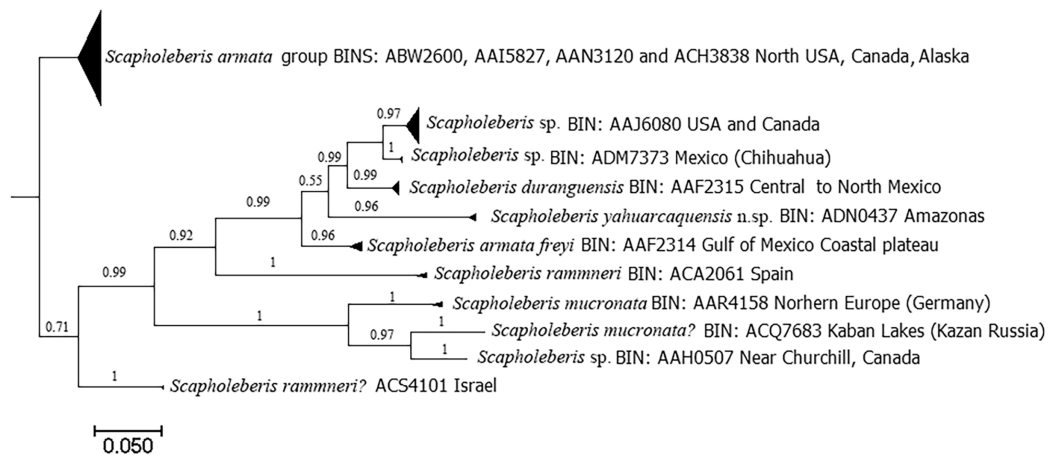 Scapholeberis armata group BINS: ABW2600, AAI5827, AAN3120 and ACH3838 North USA, Canada, Alaska
0.97
Scapholeberis sp. BIN: AAJ6080 USA and Canada
1
Scapholeberis sp. BIN: ADM7373 Mexico (Chihuahua)
0.99
0.99
Scapholeberis duranguensis BIN: AAF2315 Central to North Mexico
0.55
0.96
Scapholeberis yahuarcaquensis n.sp. BIN: ADN0437 Amazonas
0.99
0.96
Scapholeberis armata freyi BIN: AAF2314 Gulf of Mexico Coastal plateau
0.92
1
Scapholeberis rammneri BIN: ACA2061 Spain
0.99
1
Scapholeberis mucronata BIN: AAR4158 Norhern Europe (Germany)
1
1
Scapholeberis mucronata? BIN: ACQ7683 Kaban Lakes (Kazan Russia)
0.97
1
Scapholeberis sp. BIN: AAH0507 Near Churchill, Canada
0.71
1
Scapholeberis rammneri? ACS4101 Israel
0.050